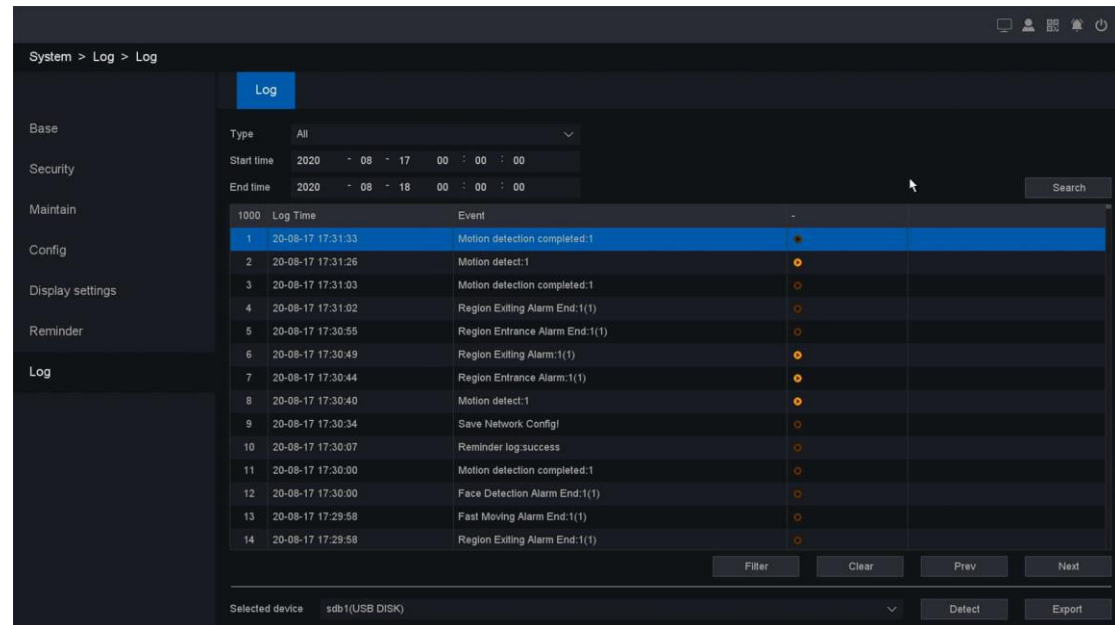 System > Log > Log
Log
Base
Security
Maintain
Config
Display settings
Reminder
Log
Type All
Start time 2020 - 08 - 17 00 : 00 : 00
End time 2020 - 08 - 18 00 : 00 : 00
Search
1000 Log Time Event -
1 20-08-17 17:31:33 Motion detection completed:1
2 20-08-17 17:31:26 Motion detect:1
3 20-08-17 17:31:03 Motion detection completed:1
4 20-08-17 17:31:02 Region Exiting Alarm End:1(1)
5 20-08-17 17:30:55 Region Entrance Alarm End:1(1)
6 20-08-17 17:30:49 Region Exiting Alarm:1(1)
7 20-08-17 17:30:44 Region Entrance Alarm:1(1)
8 20-08-17 17:30:40 Motion detect:1
9 20-08-17 17:30:34 Save Network Config!
10 20-08-17 17:30:07 Reminder log:success
11 20-08-17 17:30:00 Motion detection completed:1
12 20-08-17 17:30:00 Face Detection Alarm End:1(1)
13 20-08-17 17:29:58 Fast Moving Alarm End:1(1)
14 20-08-17 17:29:58 Region Exiting Alarm End:1(1)
Filter Clear Prev Next
Selected device sdb1(USB DISK) Detect Export